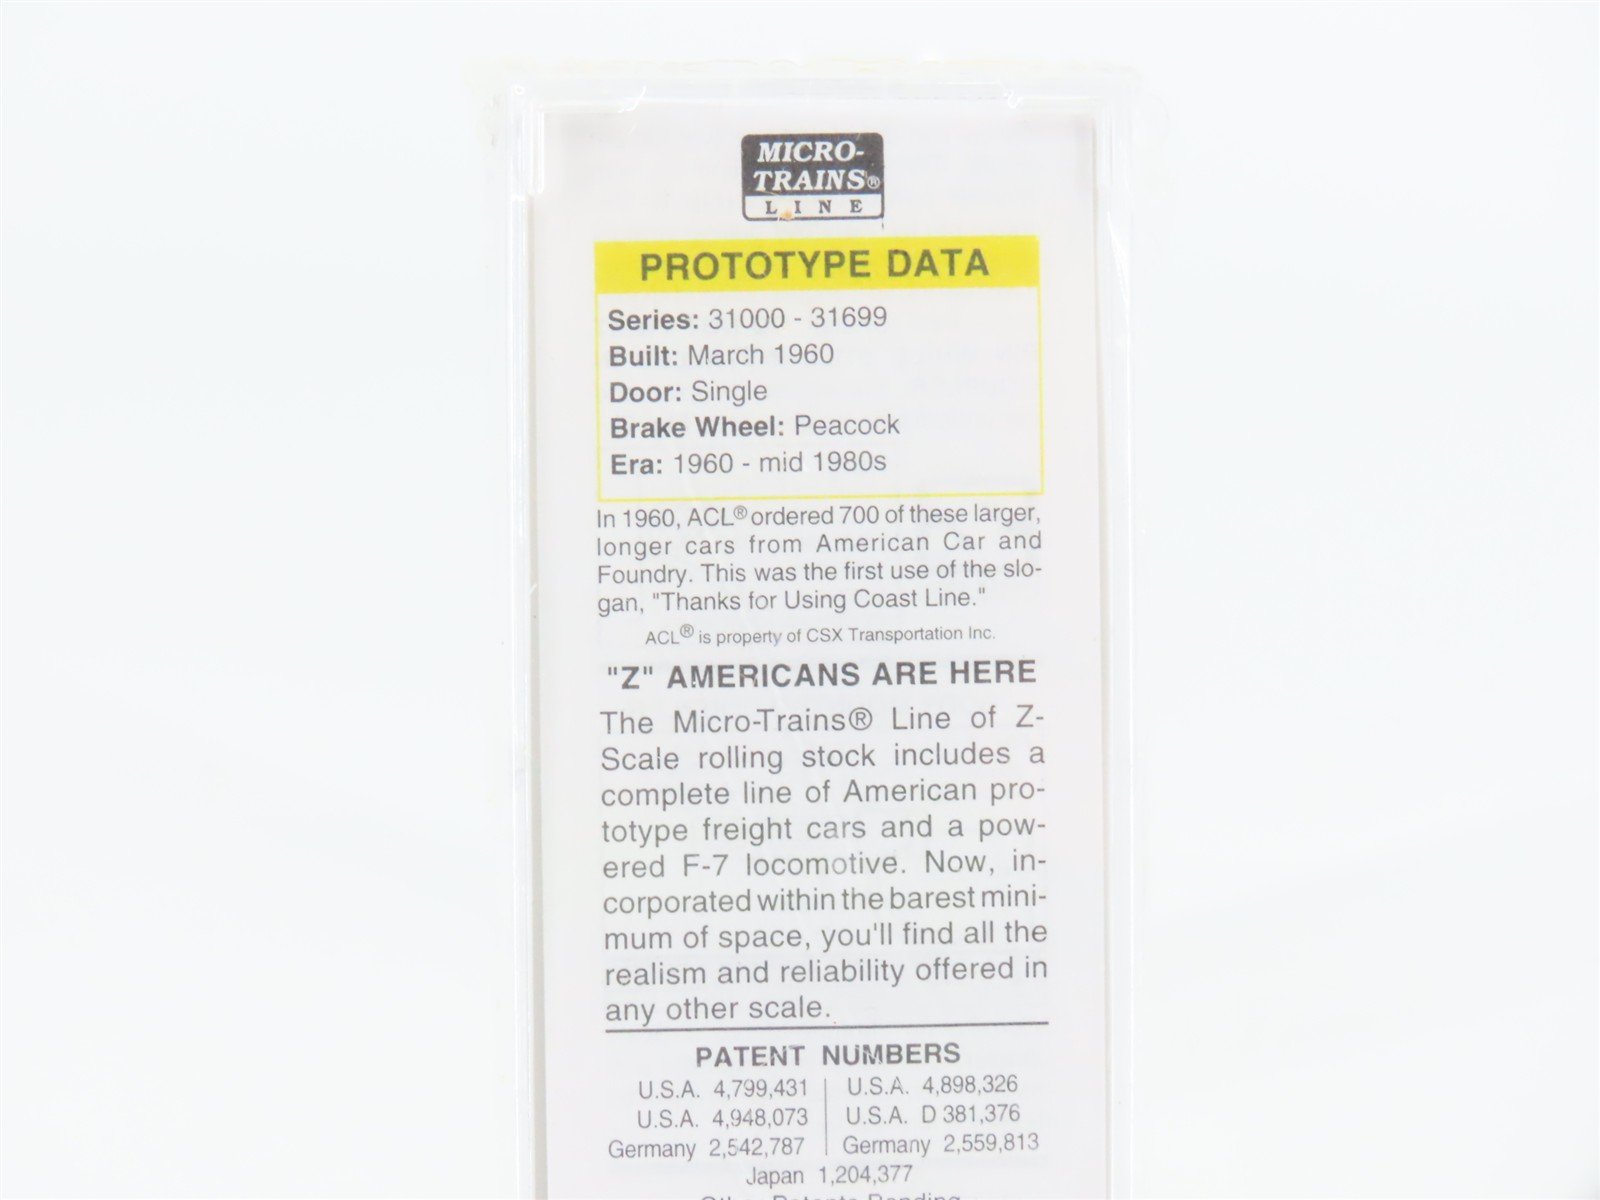 MICRO-
TRAINS®
LINE
PROTOTYPE DATA
Series: 31000 - 31699
Built: March 1960
Door: Single
Brake Wheel: Peacock
Era: 1960 - mid 1980s
In 1960, ACL® ordered 700 of these larger,
longer cars from American Car and
Foundry. This was the first use of the slo-
gan, "Thanks for Using Coast Line."
ACL® is property of CSX Transportation Inc.
"Z" AMERICANS ARE HERE
The Micro-Trains® Line of Z-
Scale rolling stock includes a
complete line of American pro-
totype freight cars and a pow-
ered F-7 locomotive. Now, in-
corporated within the barest mini-
mum of space, you'll find all the
realism and reliability offered in
any other scale.
PATENT NUMBERS
U.S.A. 4,799,431 U.S.A. 4,898,326
U.S.A. 4,948,073 U.S.A. D 381,376
Germany 2,542,787 Germany 2,559,813
Japan 1,204,377
Other Patents Pending